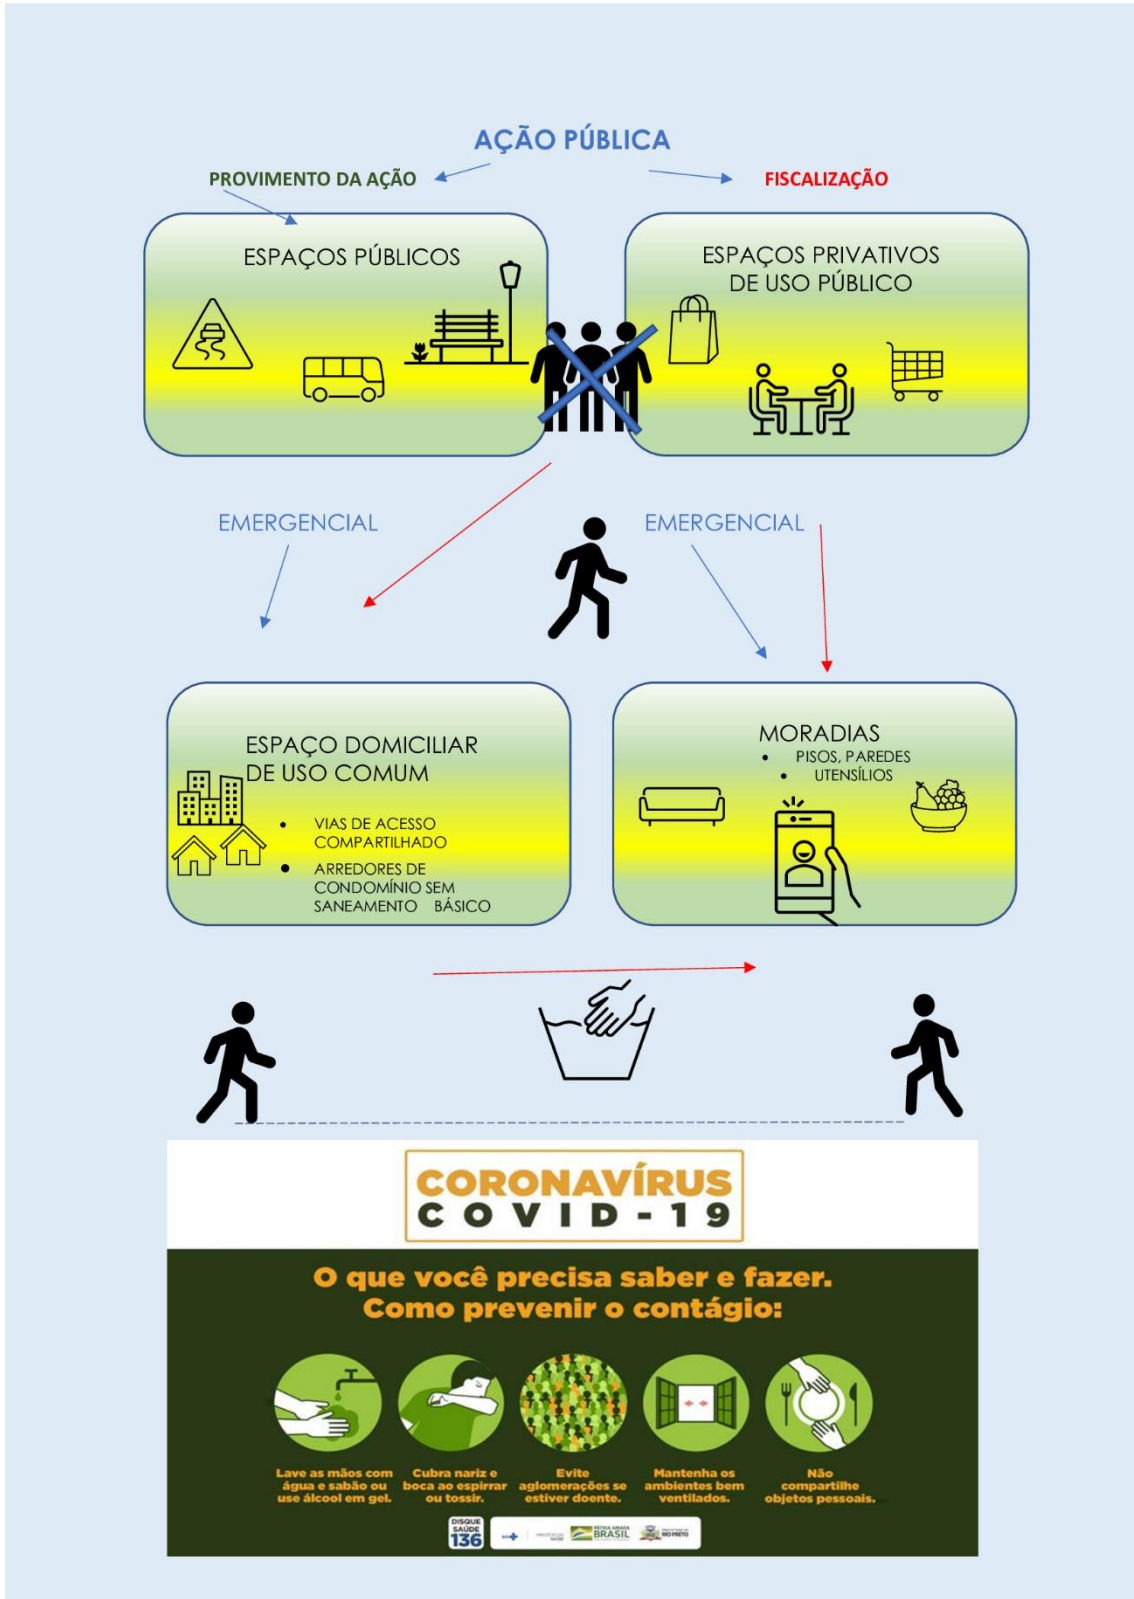 AÇÃO PÚBLICA
PROVIMENTO DA AÇÃO
FISCALIZAÇÃO
ESPAÇOS PÚBLICOS
ESPAÇOS PRIVATIVOS
DE USO PÚBLICO
EMERGENCIAL
EMERGENCIAL
ESPAÇO DOMICILIAR
DE USO COMUM
• VIAS DE ACESSO
COMPARTILHADO
• ARREDORES DE
CONDOMÍNIO SEM
SANEAMENTO BÁSICO
MORADIAS
• PISOS, PAREDES
• UTENSÍLIOS
CORONAVÍRUS
COVID-19
O que você precisa saber e fazer.
Como prevenir o contágio:
Lave as mãos com
água e sabão ou
use álcool em gel.
Cubra nariz e
boca ao espirrar
ou tossir.
Evite
aglomerações se
estiver doente.
Mantenha os
ambientes bem
ventilados.
Não
compartilhe
objetos pessoais.
DISQUE
SAÚDE
136
PÁTRIA AMADA
BRASIL
RIO PRETO